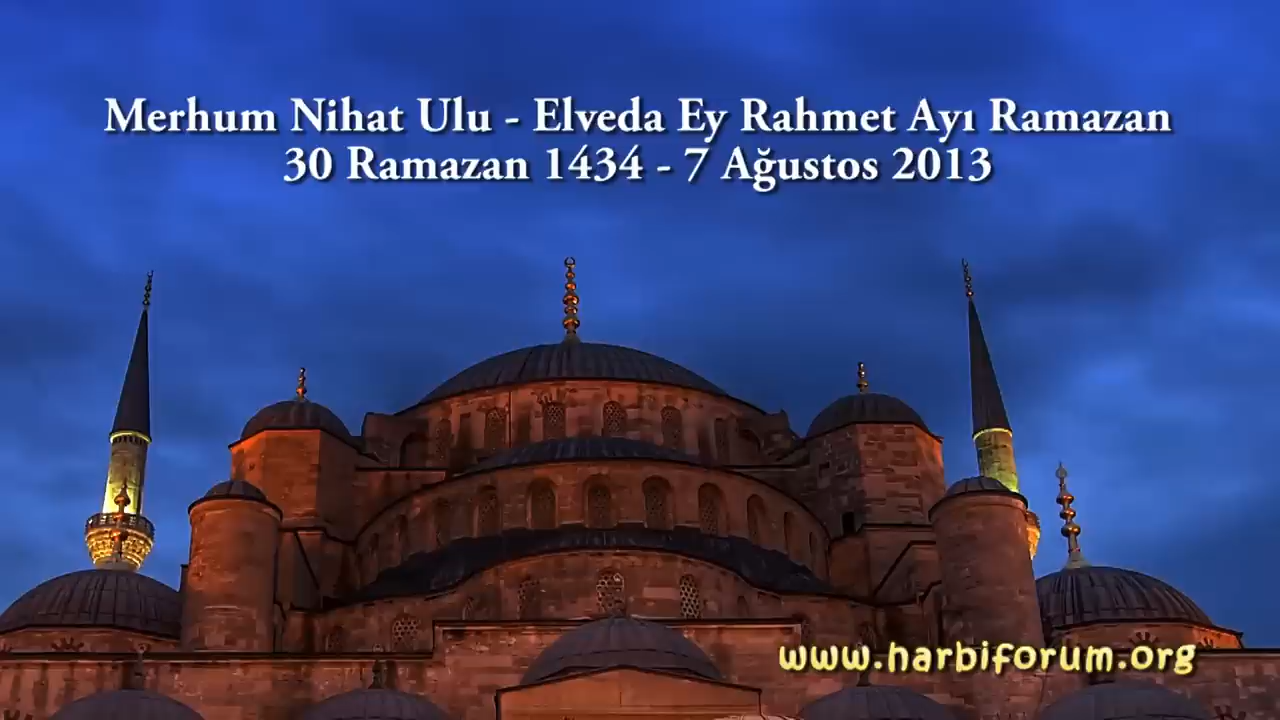 Merhum Nihat Ulu - Elveda Ey Rahmet Ayı Ramazan
30 Ramazan 1434 - 7 Ağustos 2013
www.harbiforum.org